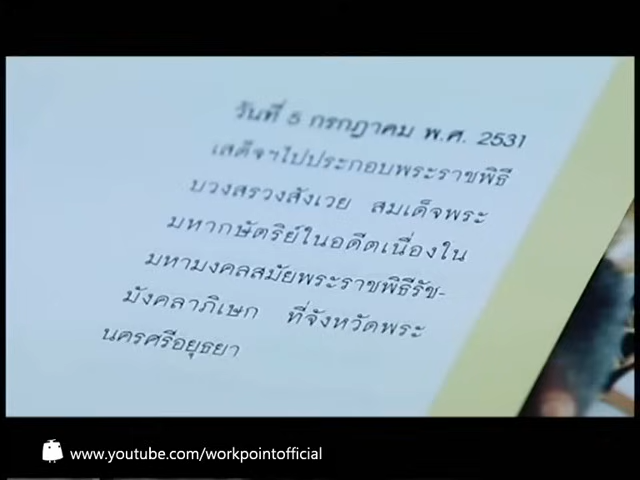 วันที่ 5 กรกฎาคม พ.ศ. 2531
เสด็จฯไปประกอบพระราชพิธี
บวงสรวงสังเวย สมเด็จพระ
มหากษัตริย์ในอดีตเนื่องใน
มหามงคลสมัยพระราชพิธีรัช-
มังคลาภิเษก ที่จังหวัดพระ
นครศรีอยุธยา
www.youtube.com/workpointofficial